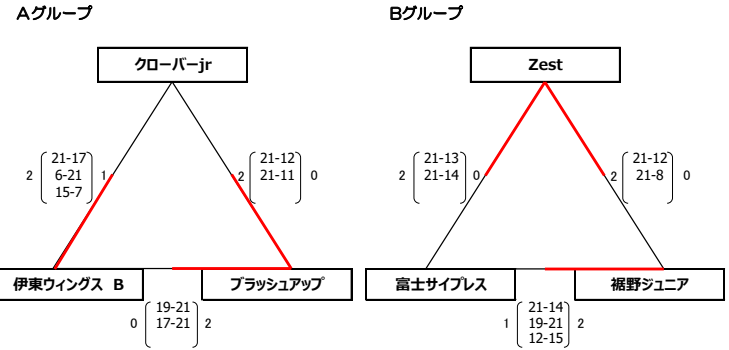 Aグループ
Bグループ
クローバーjr
Zest
2 21-17 1
6-21
15-7
2 21-12 0
21-11
2 21-13 0
21-14
2 21-12 0
21-8
伊東ウィングス B
ブラッシュアップ
富士サイプレス
裾野ジュニア
0 19-21 2
17-21
1 21-14 2
19-21
12-15